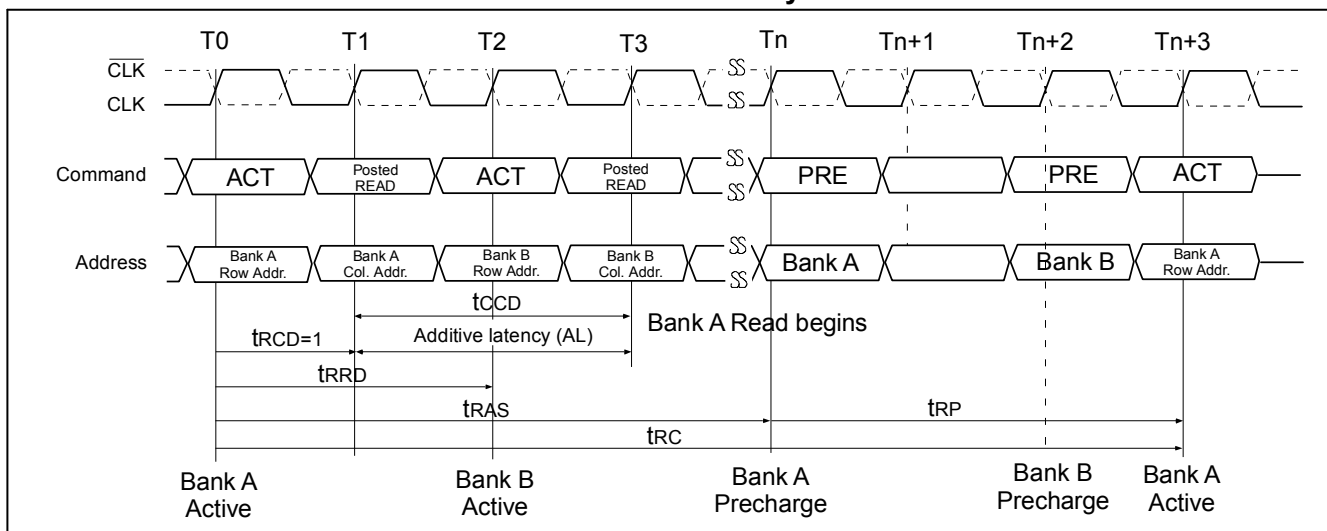 T0 T1 T2 T3 Tn Tn+1 Tn+2 Tn+3
CLK
CLK
Command
ACT
Posted
READ
ACT
Posted
READ
PRE
PRE
ACT
Address
Bank A
Row Addr.
Bank A
Col. Addr.
Bank B
Row Addr.
Bank B
Col. Addr.
Bank A
Bank B
Bank A
Row Addr.
tCCD
Bank A Read begins
tRCD=1
Additive latency (AL)
tRRD
tRAS
tRP
tRC
Bank A
Active
Bank B
Active
Bank A
Precharge
Bank B
Precharge
Bank A
Active